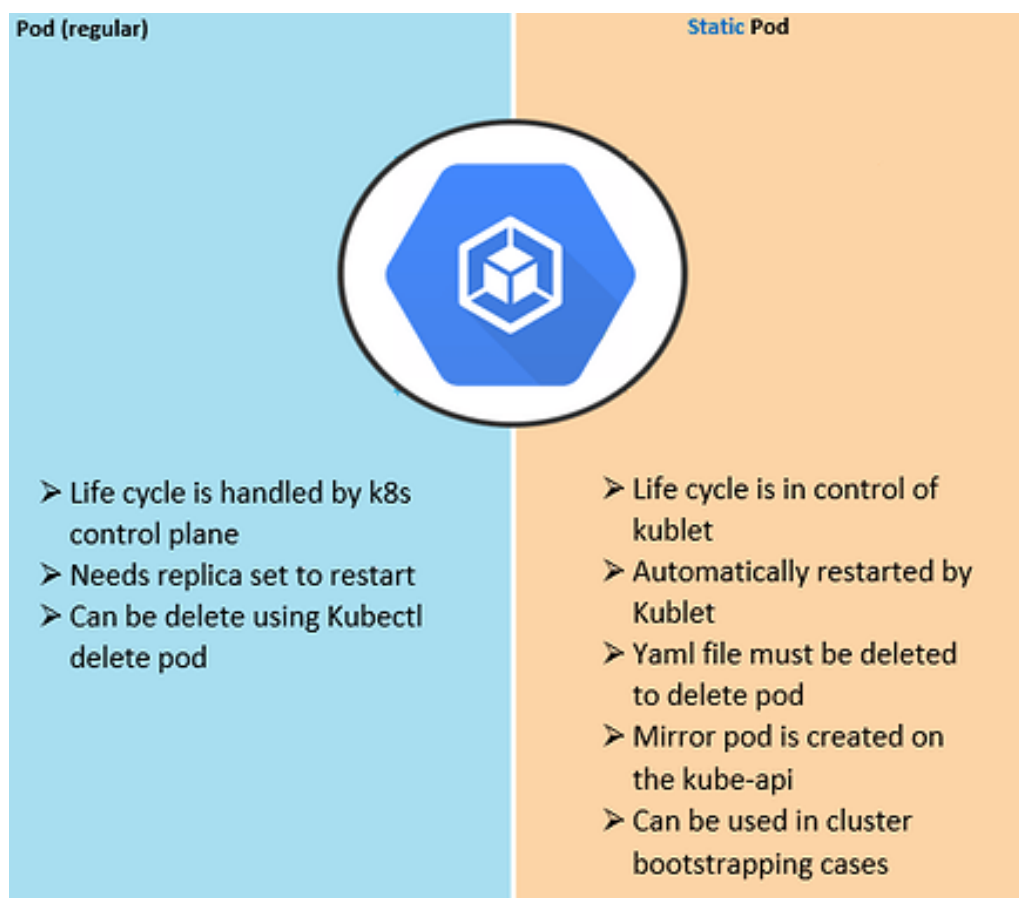 Pod (regular)
Static Pod
➢ Life cycle is handled by k8s
control plane
➢ Needs replica set to restart
➢ Can be delete using Kubectl
delete pod
➢ Life cycle is in control of
kublet
➢ Automatically restarted by
Kublet
➢ Yaml file must be deleted
to delete pod
➢ Mirror pod is created on
the kube-api
➢ Can be used in cluster
bootstrapping cases